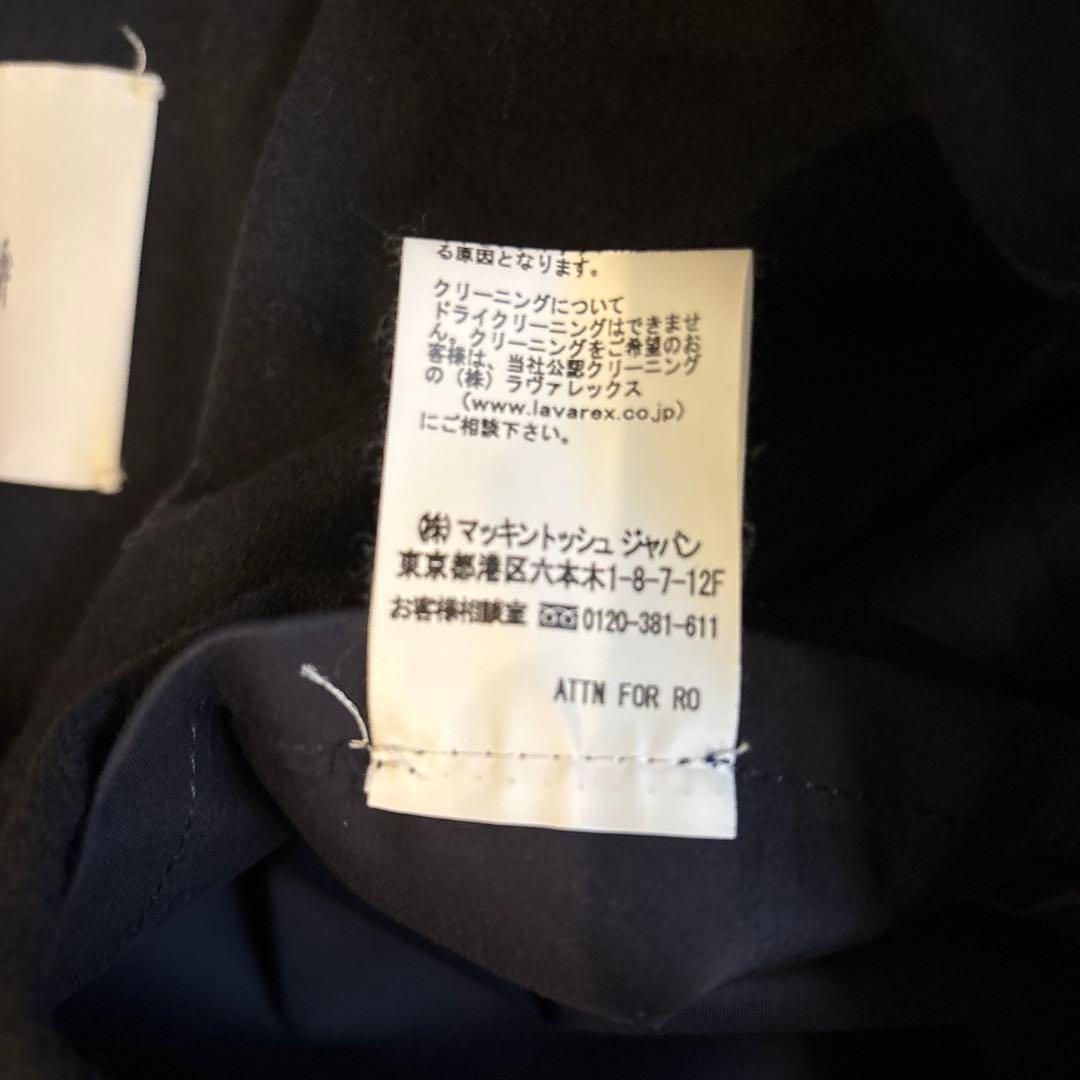 る原因となります。
クリーニングについて
ドライクリーニングはできませ
ん。クリーニングをご希望のお
客様は、当社公認クリーニング
の（株）ラヴァレックス
（www.lavarex.co.jp）
にご相談下さい。
㈱マッキントッシュ ジャパン
東京都港区六本木1-8-7-12F
お客様相談室 0120-381-611
ATTN FOR RO